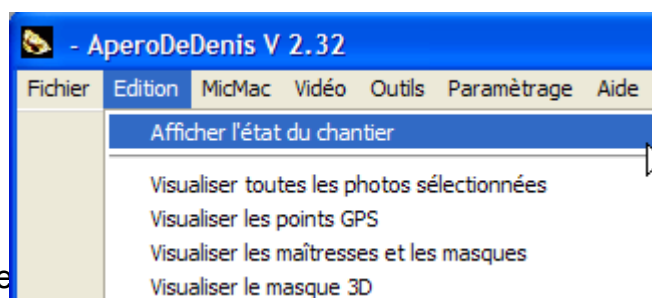 - AperoDeDenis V 2.32
Fichier Edition MicMac Vidéo Outils Paramètrage Aide
Afficher l'état du chantier
Visualiser toutes les photos sélectionnées
Visualiser les points GPS
Visualiser les maîtresses et les masques
e
Visualiser le masque 3D